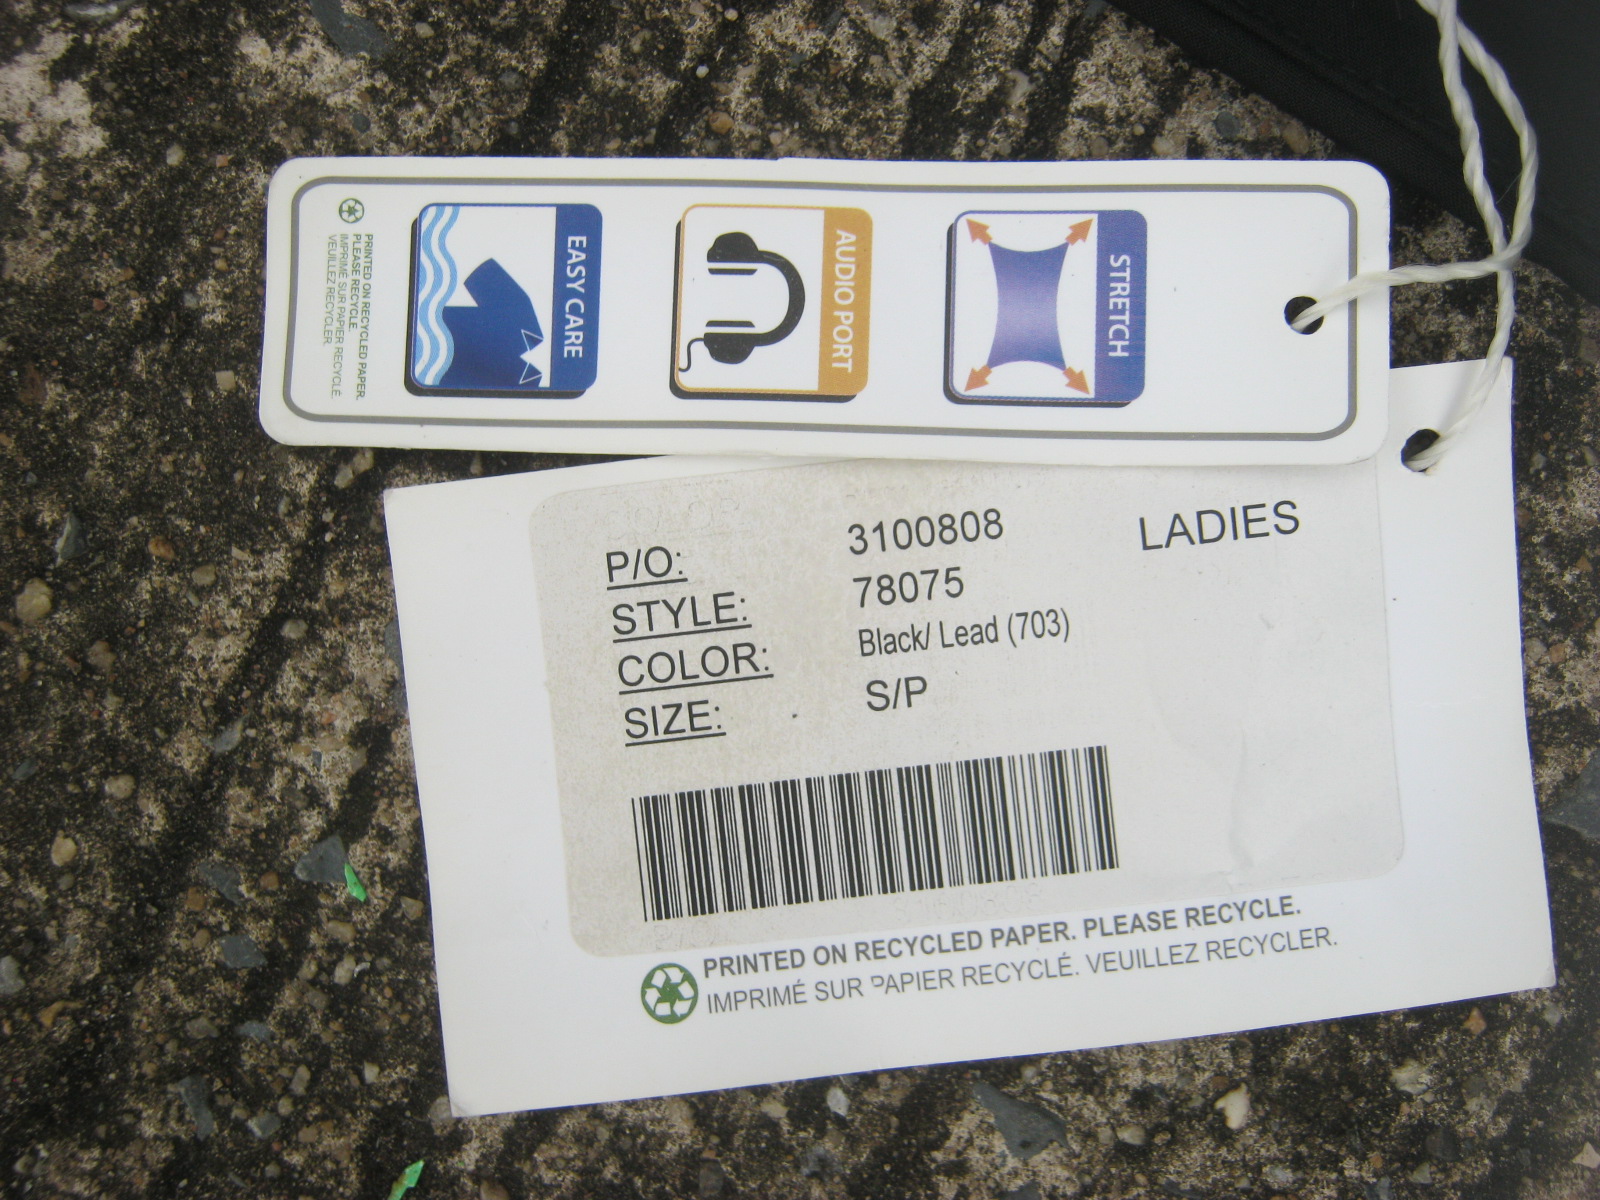 STRETCH
AUDIO PORT
EASY CARE
PRINTED ON RECYCLED PAPER.
PLEASE RECYCLE.
IMPRIMÉ SUR PAPIER RECYCLÉ.
VEUILLEZ RECYCLER.
P/O: 3100808 LADIES
STYLE: 78075
COLOR: Black/ Lead (703)
SIZE: S/P
PRINTED ON RECYCLED PAPER. PLEASE RECYCLE.
IMPRIMÉ SUR PAPIER RECYCLÉ. VEUILLEZ RECYCLER.